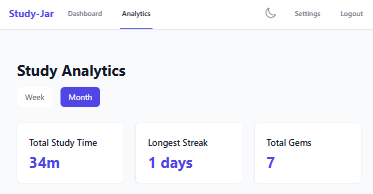 Study-Jar Dashboard Analytics Settings Logout
Study Analytics
Week Month
Total Study Time Longest Streak Total Gems
34m 1 days 7